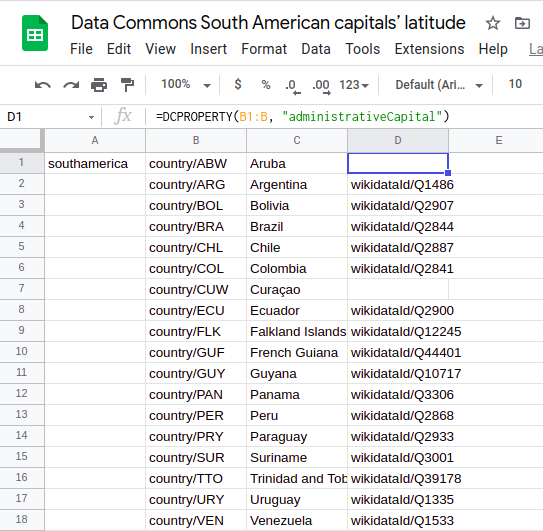 Data Commons South American capitals’ latitude
File Edit View Insert Format Data Tools Extensions Help La
100% $ % .0 .00 123 Default (Ari... 10
D1 fx =DCPROPERTY(B1:B, "administrativeCapital")
A B C D E
1 southamerica country/ABW Aruba
2 country/ARG Argentina wikidataId/Q1486
3 country/BOL Bolivia wikidataId/Q2907
4 country/BRA Brazil wikidataId/Q2844
5 country/CHL Chile wikidataId/Q2887
6 country/COL Colombia wikidataId/Q2841
7 country/CUW Curaçao
8 country/ECU Ecuador wikidataId/Q2900
9 country/FLK Falkland Islands wikidataId/Q12245
10 country/GUF French Guiana wikidataId/Q44401
11 country/GUY Guyana wikidataId/Q10717
12 country/PAN Panama wikidataId/Q3306
13 country/PER Peru wikidataId/Q2868
14 country/PRY Paraguay wikidataId/Q2933
15 country/SUR Suriname wikidataId/Q3001
16 country/TTO Trinidad and Tob wikidataId/Q39178
17 country/URY Uruguay wikidataId/Q1335
18 country/VEN Venezuela wikidataId/Q1533